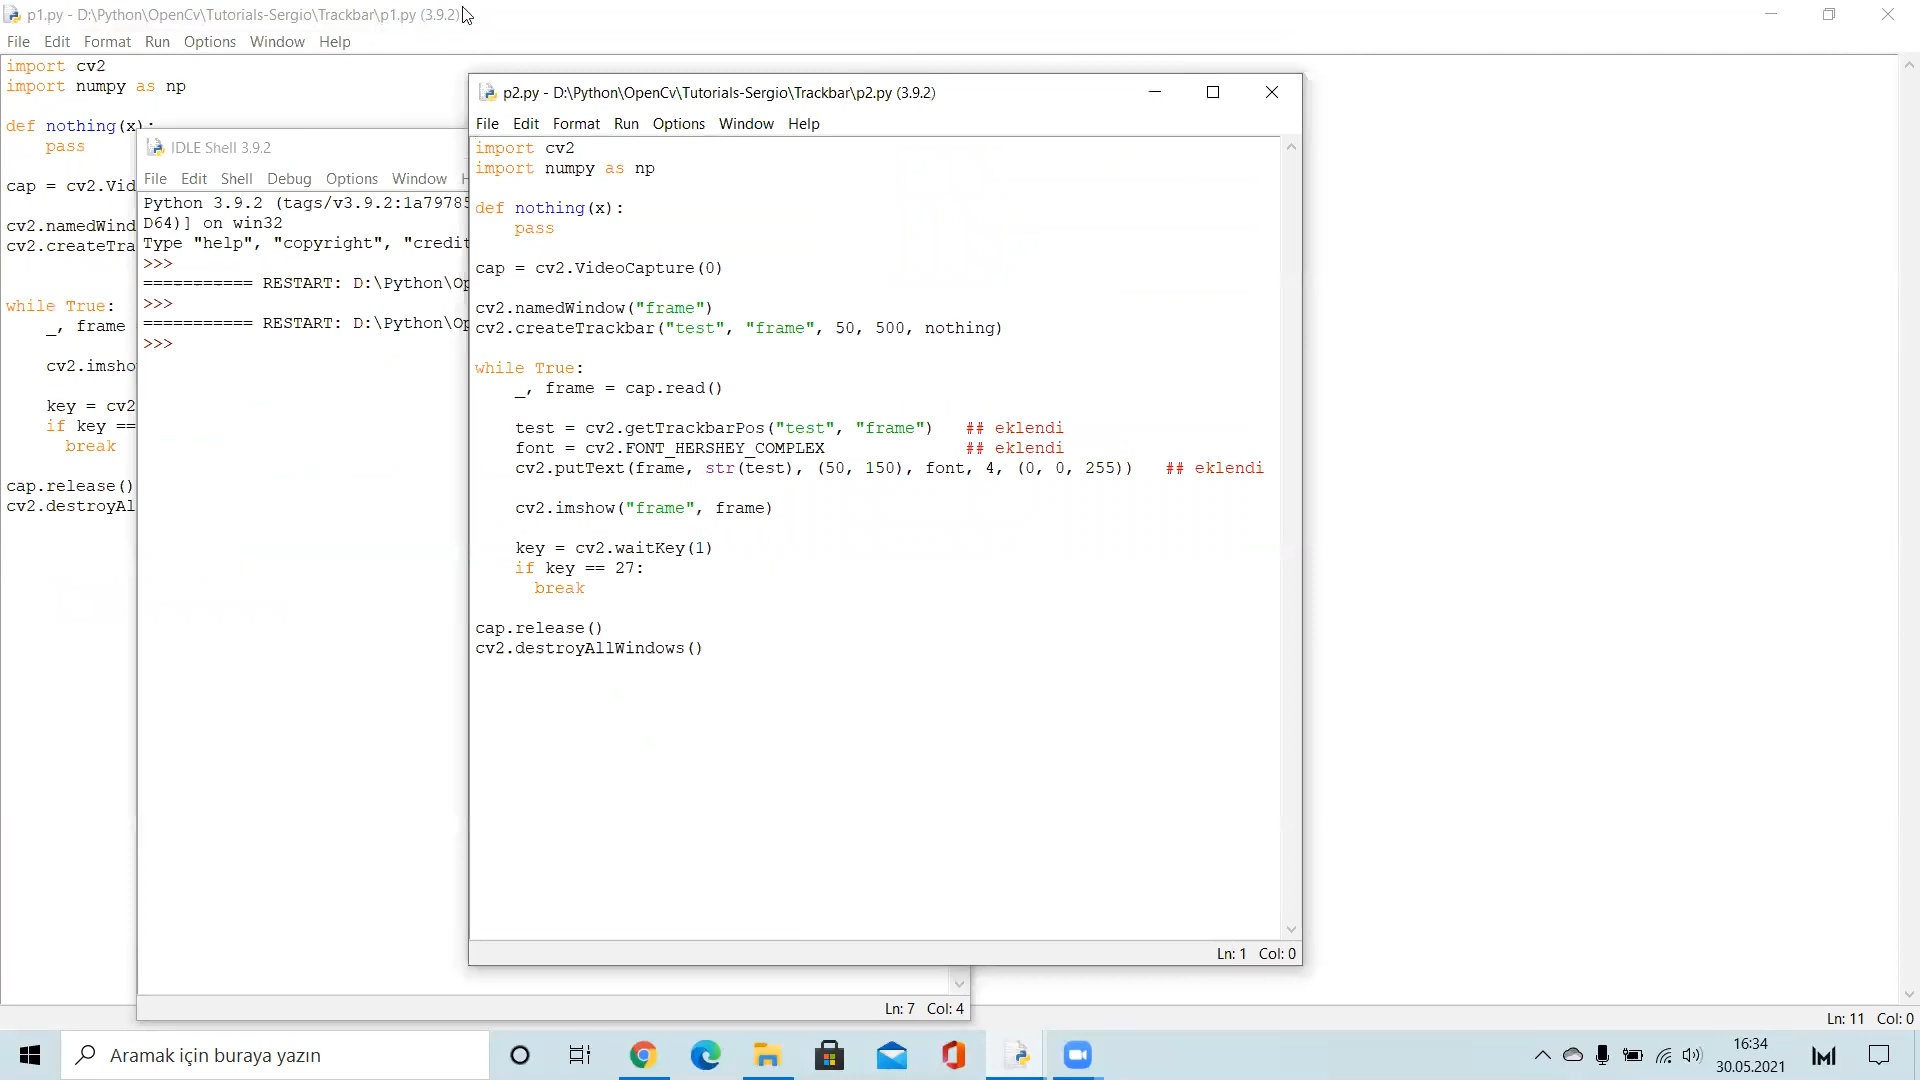 p1.py - D:\Python\OpenCv\Tutorials-Sergio\Trackbar\p1.py (3.9.2)
File Edit Format Run Options Window Help
import cv2
import numpy as np
def nothing(x):
pass
cap = cv2.Vid
cv2.namedWind
cv2.createTra
while True:
_, frame
cv2.imsho
key = cv2
if key ==
break
cap.release()
cv2.destroyAl
IDLE Shell 3.9.2
File Edit Shell Debug Options Window
Python 3.9.2 (tags/v3.9.2:1a79785
D64)] on win32
Type "help", "copyright", "credit
>>>
=========== RESTART: D:\Python\Op
>>>
=========== RESTART: D:\Python\Op
>>>
Ln: 7 Col: 4
p2.py - D:\Python\OpenCv\Tutorials-Sergio\Trackbar\p2.py (3.9.2)
File Edit Format Run Options Window Help
import cv2
import numpy as np
def nothing(x):
pass
cap = cv2.VideoCapture(0)
cv2.namedWindow("frame")
cv2.createTrackbar("test", "frame", 50, 500, nothing)
while True:
_, frame = cap.read()
test = cv2.getTrackbarPos("test", "frame") ## eklendi
font = cv2.FONT_HERSHEY_COMPLEX ## eklendi
cv2.putText(frame, str(test), (50, 150), font, 4, (0, 0, 255)) ## eklendi
cv2.imshow("frame", frame)
key = cv2.waitKey(1)
if key == 27:
break
cap.release()
cv2.destroyAllWindows()
Ln: 1 Col: 0
Ln: 11 Col: 0
Aramak için buraya yazın
16:34
30.05.2021